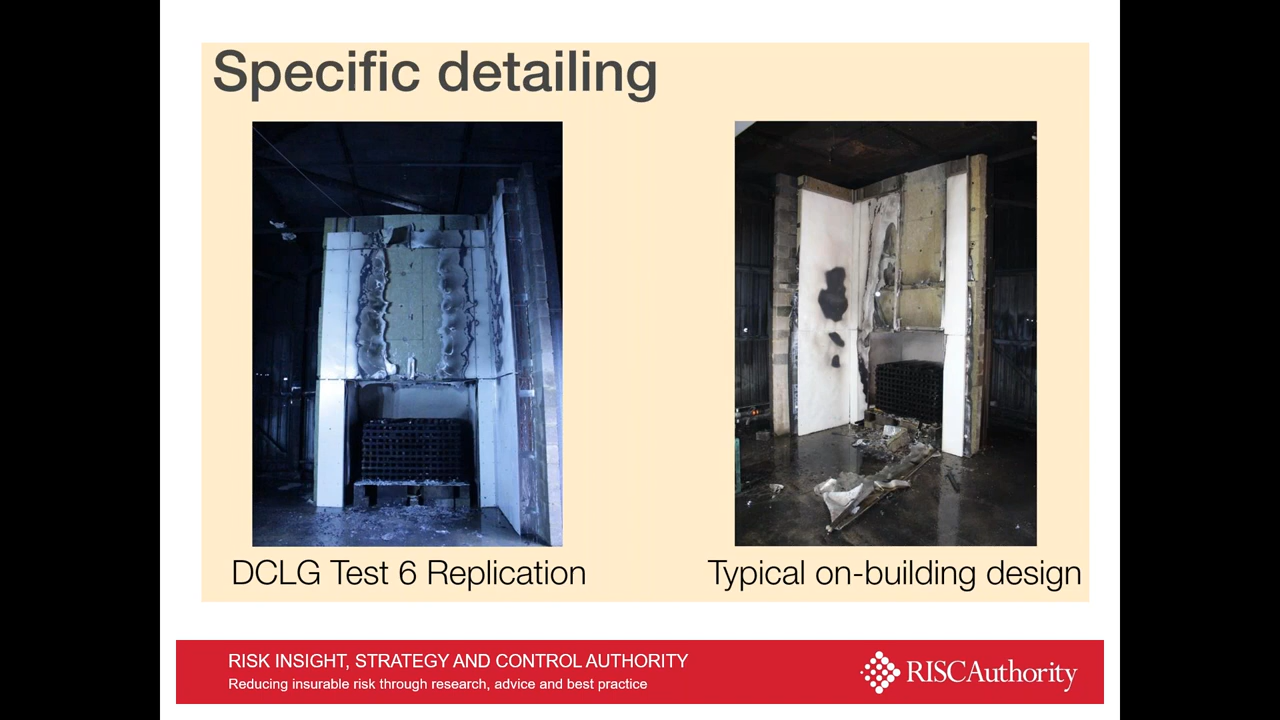 Specific detailing
DCLG Test 6 Replication
Typical on-building design
RISK INSIGHT, STRATEGY AND CONTROL AUTHORITY
Reducing insurable risk through research, advice and best practice
RISCAuthority